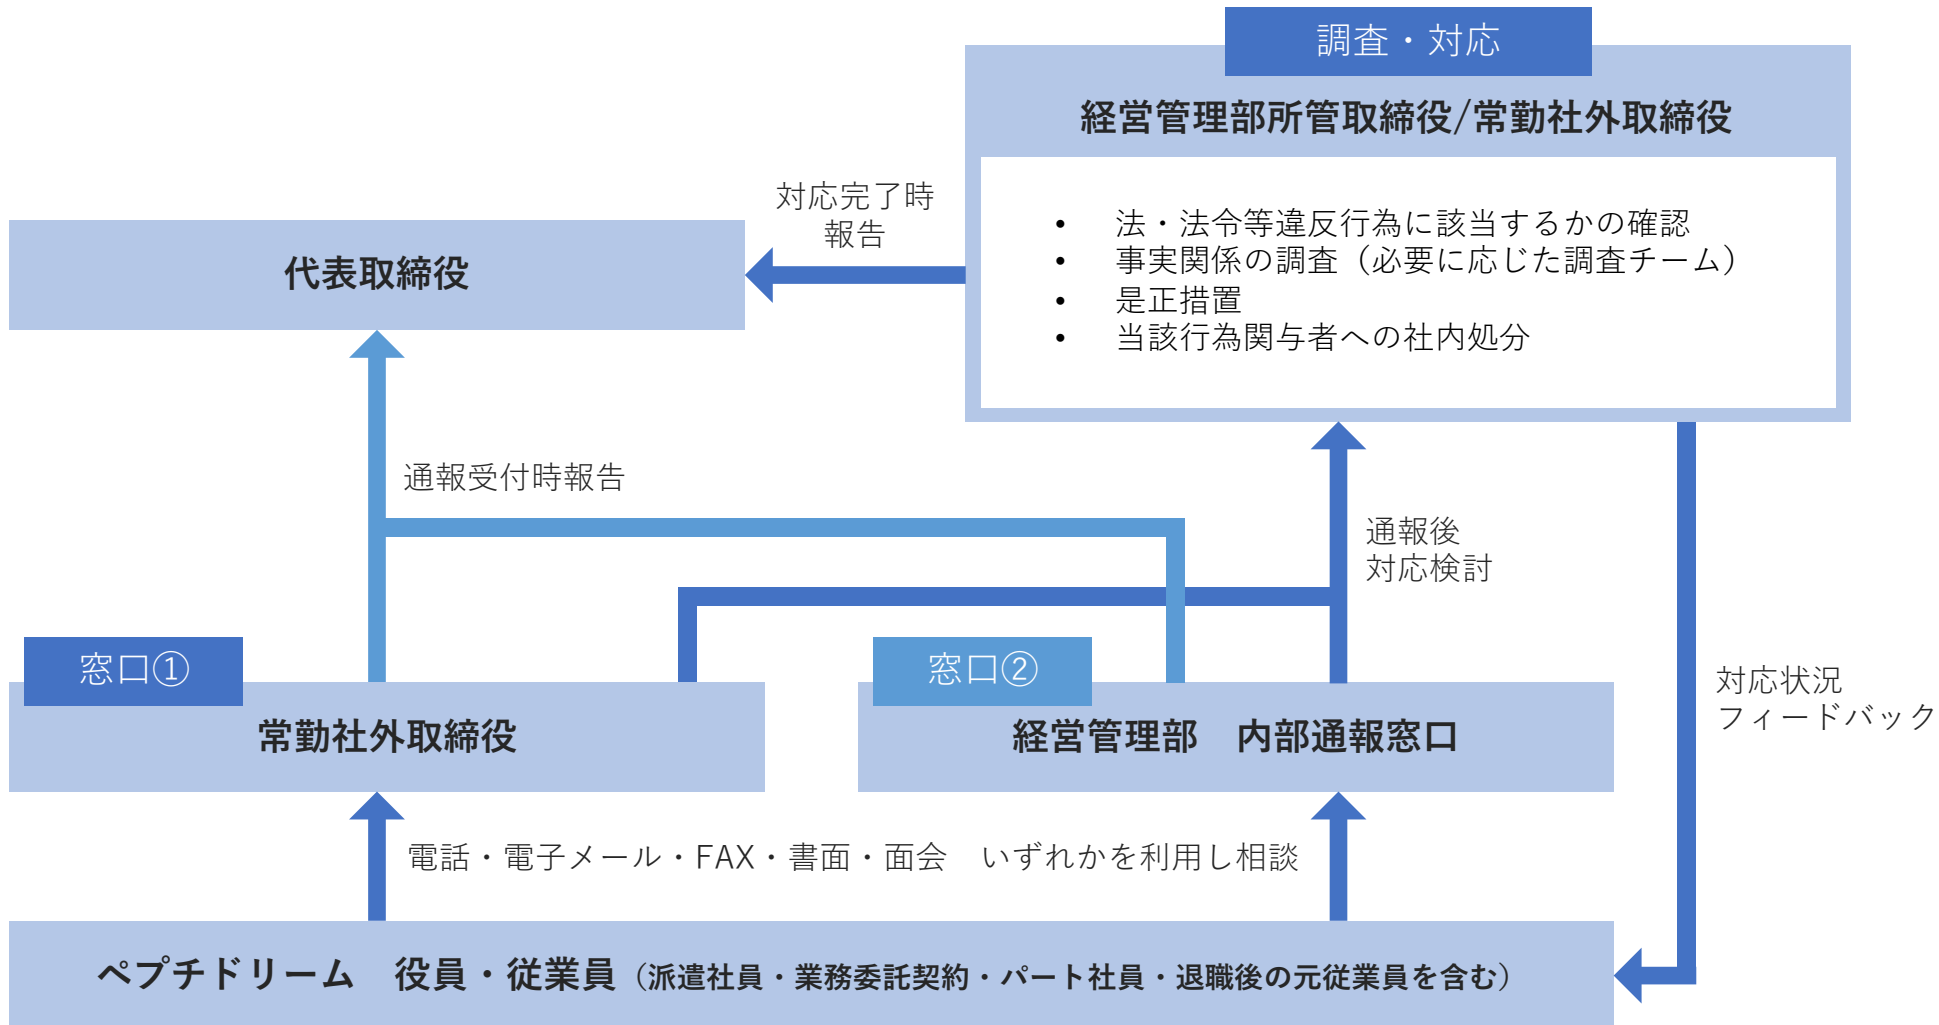 調査・対応
経営管理部所管取締役/常勤社外取締役
• 法・法令等違反行為に該当するかの確認
• 事実関係の調査（必要に応じた調査チーム）
• 是正措置
• 当該行為関与者への社内処分
対応完了時
報告
代表取締役
通報受付時報告
通報後
対応検討
窓口①
常勤社外取締役
窓口②
経営管理部　内部通報窓口
対応状況
フィードバック
電話・電子メール・FAX・書面・面会　いずれかを利用し相談
ペプチドリーム　役員・従業員（派遣社員・業務委託契約・パート社員・退職後の元従業員を含む）